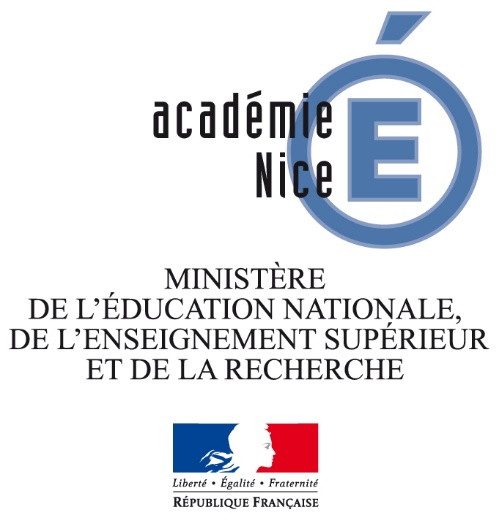 académie
Nice
É
MINISTÈRE
DE L'ÉDUCATION NATIONALE,
DE L'ENSEIGNEMENT SUPÉRIEUR
ET DE LA RECHERCHE
Liberté • Égalité • Fraternité
RÉPUBLIQUE FRANÇAISE